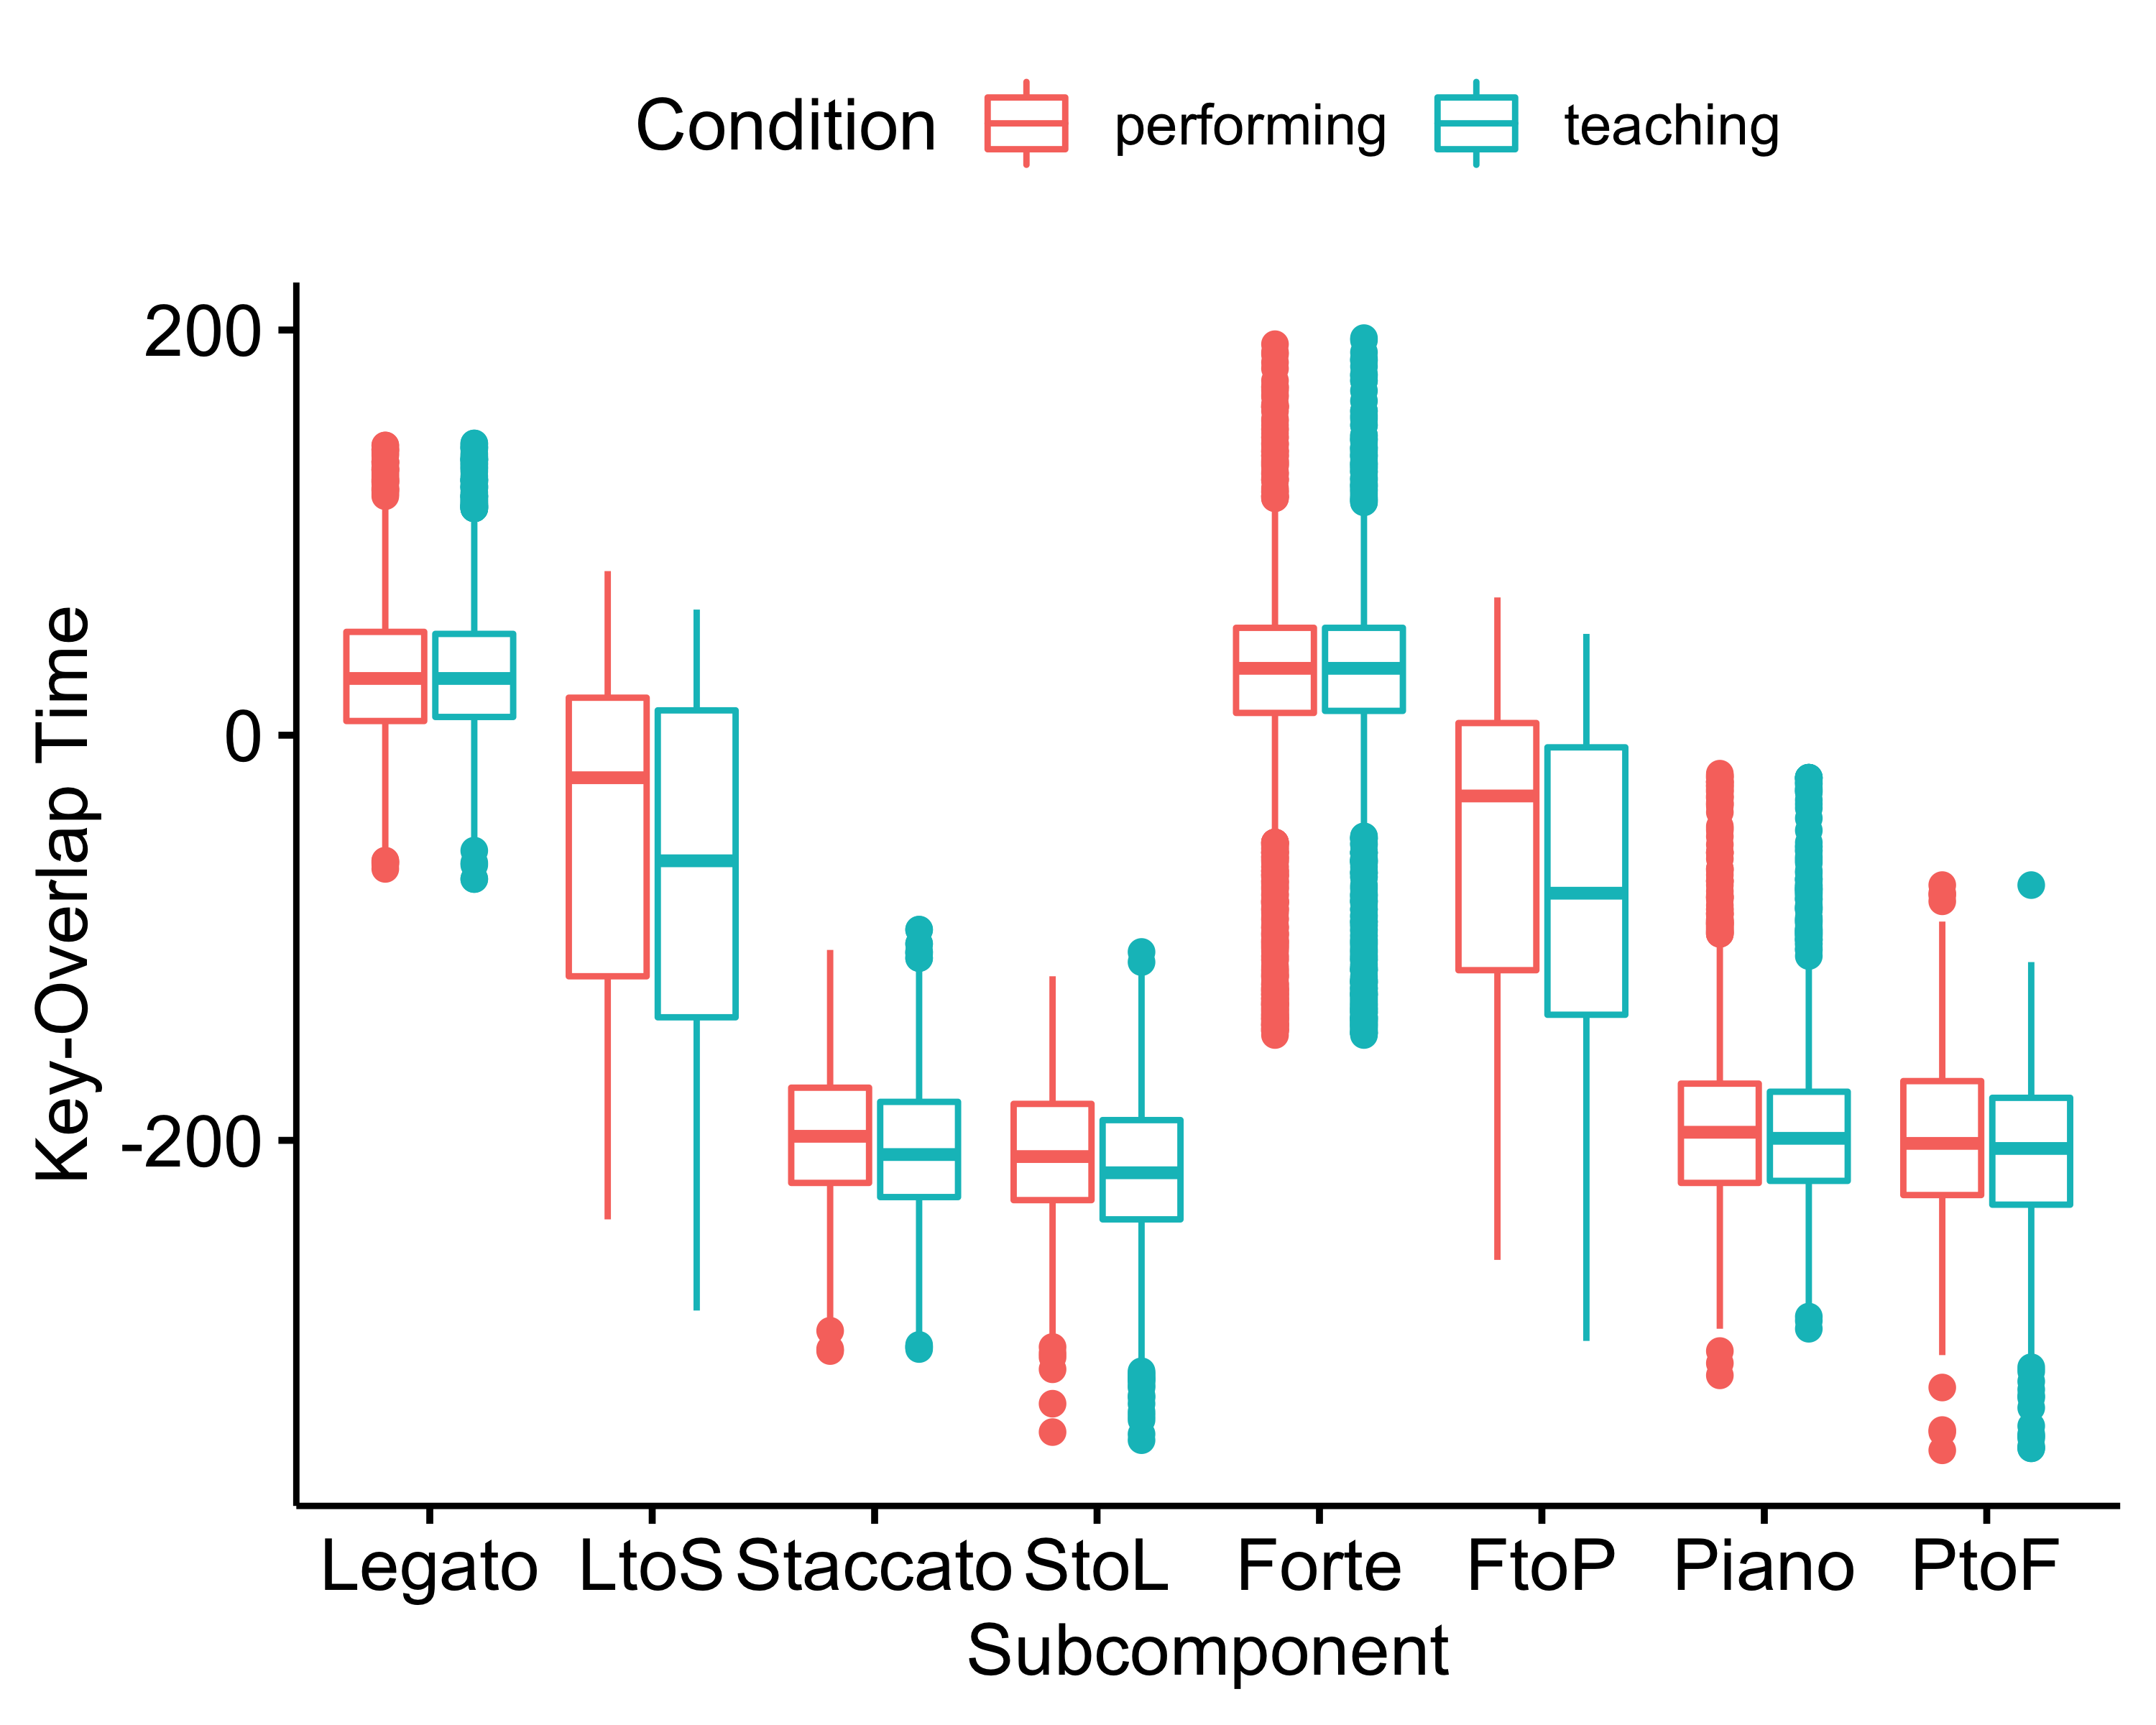 Condition performing teaching
200
0
-200
Key-Overlap Time
Legato LtoS Staccato StoL Forte FtoP Piano PtoF
Subcomponent